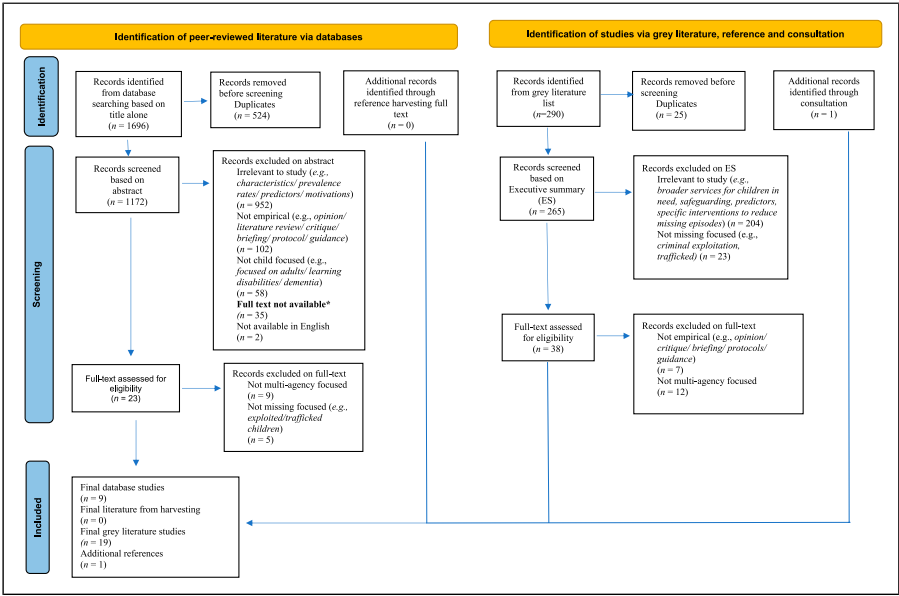 Identification of peer-reviewed literature via databases
Identification of studies via grey literature, reference and consultation
Identification
Records identified
from database
searching based on
title alone
(n = 1696)
Records removed
before screening
Duplicates
(n = 524)
Additional records
identified through
reference harvesting full
text
(n = 0)
Records identified
from grey literature
list
(n=290)
Records removed before
screening
Duplicates
(n = 25)
Additional records
identified through
consultation
(n = 1)
Screening
Records screened
based on
abstract
(n = 1172)
Records excluded on abstract
Irrelevant to study (e.g.,
characteristics/ prevalence
rates/ predictors/ motivations)
(n = 952)
Not empirical (e.g., opinion/
literature review/ critique/
briefing/ protocol/ guidance)
(n = 102)
Not child focused (e.g.,
focused on adults/ learning
disabilities/ dementia)
(n = 58)
Full text not available*
(n = 35)
Not available in English
(n = 2)
Records screened
based on
Executive summary
(ES)
(n = 265)
Records excluded on ES
Irrelevant to study (e.g.,
broader services for children in
need, safeguarding, predictors,
specific interventions to reduce
missing episodes) (n = 204)
Not missing focused (e.g.,
criminal exploitation,
trafficked) (n = 23)
Full-text assessed for
eligibility
(n = 23)
Records excluded on full-text
Not multi-agency focused
(n = 9)
Not missing focused (e.g.,
exploited/trafficked
children)
(n = 5)
Full-text assessed
for eligibility
(n = 38)
Records excluded on full-text
Not empirical (e.g., opinion/
critique/ briefing/ protocols/
guidance)
(n = 7)
Not multi-agency focused
(n = 12)
Included
Final database studies
(n = 9)
Final literature from harvesting
(n = 0)
Final grey literature studies
(n = 19)
Additional references
(n = 1)